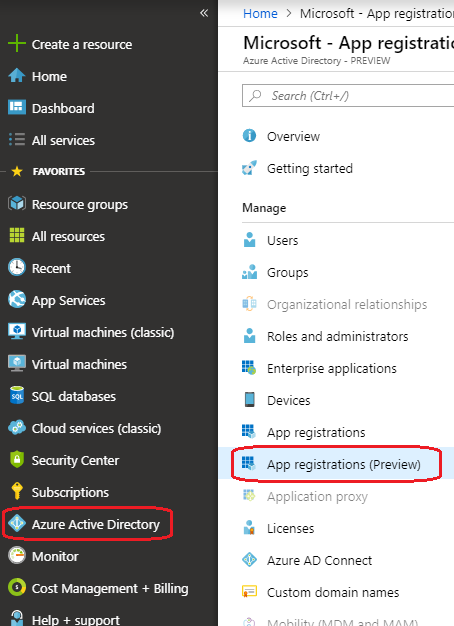 «
Create a resource
Home
Dashboard
All services
FAVORITES
Resource groups
All resources
Recent
App Services
Virtual machines (classic)
Virtual machines
SQL databases
Cloud services (classic)
Security Center
Subscriptions
Azure Active Directory
Monitor
Cost Management + Billing
Help + support
Home > Microsoft - App registrations (P
Microsoft - App registratio
Azure Active Directory - PREVIEW
Search (Ctrl+/)
Overview
Getting started
Manage
Users
Groups
Organizational relationships
Roles and administrators
Enterprise applications
Devices
App registrations
App registrations (Preview)
Application proxy
Licenses
Azure AD Connect
Custom domain names
Mobility (MDM and MAM)